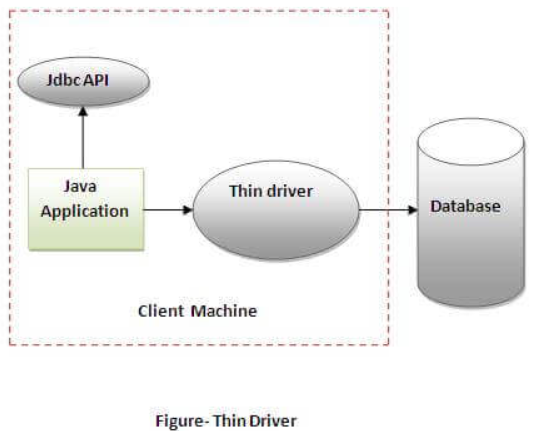 Jdbc API
Java
Application
Thin driver
Database
Client Machine
Figure- Thin Driver